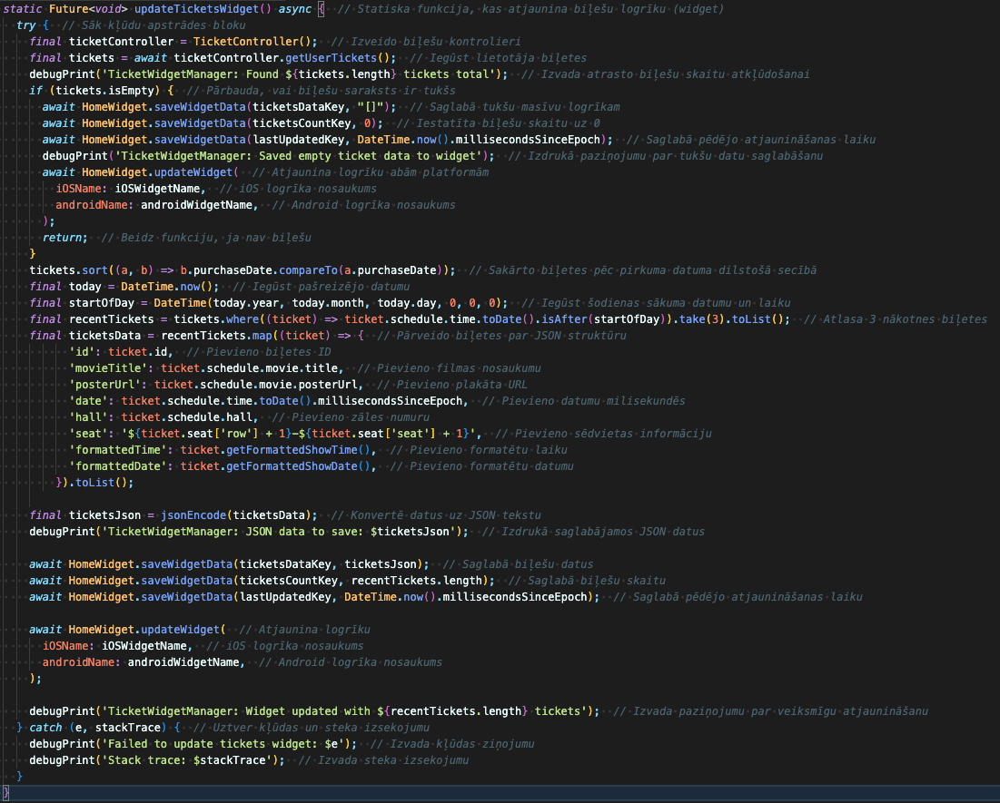 static Future<void> updateTicketsWidget() async { // Statiska funkcija, kas atjaunina biļešu logrīku (widget)
try { // Sāk kļūdu apstrādes bloku
final ticketController = TicketController(); // Izveido biļešu kontrolieri
final tickets = await ticketController.getUserTickets(); // Iegūst lietotāja biļetes
debugPrint('TicketWidgetManager: Found ${tickets.length} tickets total'); // Izvada atrasto biļešu skaitu atkļūdošanai
if (tickets.isEmpty) { // Pārbauda, vai biļešu saraksts ir tukšs
await HomeWidget.saveWidgetData(ticketsDataKey, "[]"); // Saglabā tukšu masīvu logrīkam
await HomeWidget.saveWidgetData(ticketsCountKey, 0); // Iestatīta biļešu skaitu uz 0
await HomeWidget.saveWidgetData(lastUpdatedKey, DateTime.now().millisecondsSinceEpoch); // Saglabā pēdējo atjaunināšanas laiku
debugPrint('TicketWidgetManager: Saved empty ticket data to widget'); // Izdrukā paziņojumu par tukšu datu saglabāšanu
await HomeWidget.updateWidget( // Atjaunina logrīku abām platformām
iOSName: iOSWidgetName, // iOS logrīka nosaukums
androidName: androidWidgetName, // Android logrīka nosaukums
);
return; // Beidz funkciju, ja nav biļešu
}
tickets.sort((a, b) => b.purchaseDate.compareTo(a.purchaseDate)); // Sakārto biļetes pēc pirkuma datuma dilstošā secībā
final today = DateTime.now(); // Iegūst pašreizējo datumu
final startOfDay = DateTime(today.year, today.month, today.day, 0, 0, 0); // Iegūst šodienas sākuma datumu un laiku
final recentTickets = tickets.where((ticket) => ticket.schedule.time.toDate().isAfter(startOfDay)).take(3).toList(); // Atlasa 3 nākotnes biļetes
final ticketsData = recentTickets.map((ticket) => { // Pārveido biļetes par JSON struktūru
'id': ticket.id, // Pievieno biļetes ID
'movieTitle': ticket.schedule.movie.title, // Pievieno filmas nosaukumu
'posterUrl': ticket.schedule.movie.posterUrl, // Pievieno plakāta URL
'date': ticket.schedule.time.toDate().millisecondsSinceEpoch, // Pievieno datumu milisekundēs
'hall': ticket.schedule.hall, // Pievieno zāles numuru
'seat': '${ticket.seat['row'] + 1}-${ticket.seat['seat'] + 1}', // Pievieno sēdvietas informāciju
'formattedTime': ticket.getFormattedShowTime(), // Pievieno formatētu laiku
'formattedDate': ticket.getFormattedShowDate(), // Pievieno formatētu datumu
}).toList();
final ticketsJson = jsonEncode(ticketsData); // Konvertē datus uz JSON tekstu
debugPrint('TicketWidgetManager: JSON data to save: $ticketsJson'); // Izdrukā saglabājamos JSON datus
await HomeWidget.saveWidgetData(ticketsDataKey, ticketsJson); // Saglabā biļešu datus
await HomeWidget.saveWidgetData(ticketsCountKey, recentTickets.length); // Saglabā biļešu skaitu
await HomeWidget.saveWidgetData(lastUpdatedKey, DateTime.now().millisecondsSinceEpoch); // Saglabā pēdējo atjaunināšanas laiku
await HomeWidget.updateWidget( // Atjaunina logrīku
iOSName: iOSWidgetName, // iOS logrīka nosaukums
androidName: androidWidgetName, // Android logrīka nosaukums
);
debugPrint('TicketWidgetManager: Widget updated with ${recentTickets.length} tickets'); // Izvada paziņojumu par veiksmīgu atjaunināšanu
} catch (e, stackTrace) { // Uztver kļūdas un steka izsekojumu
debugPrint('Failed to update tickets widget: $e'); // Izvada kļūdas ziņojumu
debugPrint('Stack trace: $stackTrace'); // Izvada steka izsekojumu
}
}